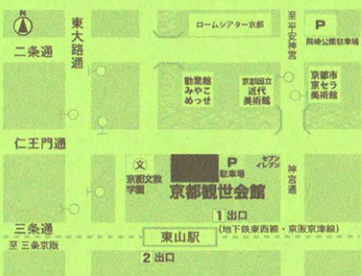 N
ロームシアター京都
至平安神宮
P
岡崎公園駐車場
東大路通
二条通
勧業館
みやこ
めっせ
京都国立
近代
美術館
京都市
京セラ
美術館
仁王門通
文
京都文教
学園
P
駐車場
セブン
イレブン
神宮通
京都観世会館
1 出口
三条通
東山駅
(地下鉄東西線・京阪京津線)
至 三条京阪
2 出口